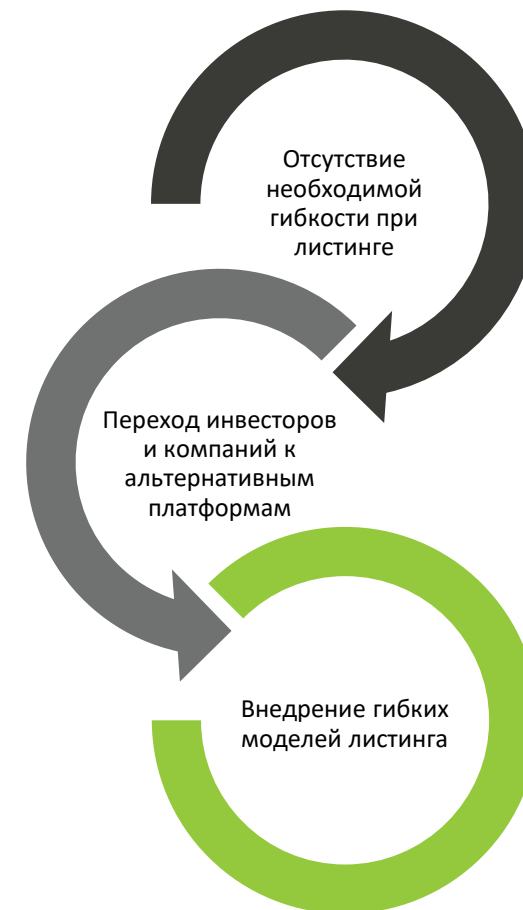 Отсутствие
необходимой
гибкости при
листинге
Переход инвесторов
и компаний к
альтернативным
платформам
Внедрение гибких
моделей листинга